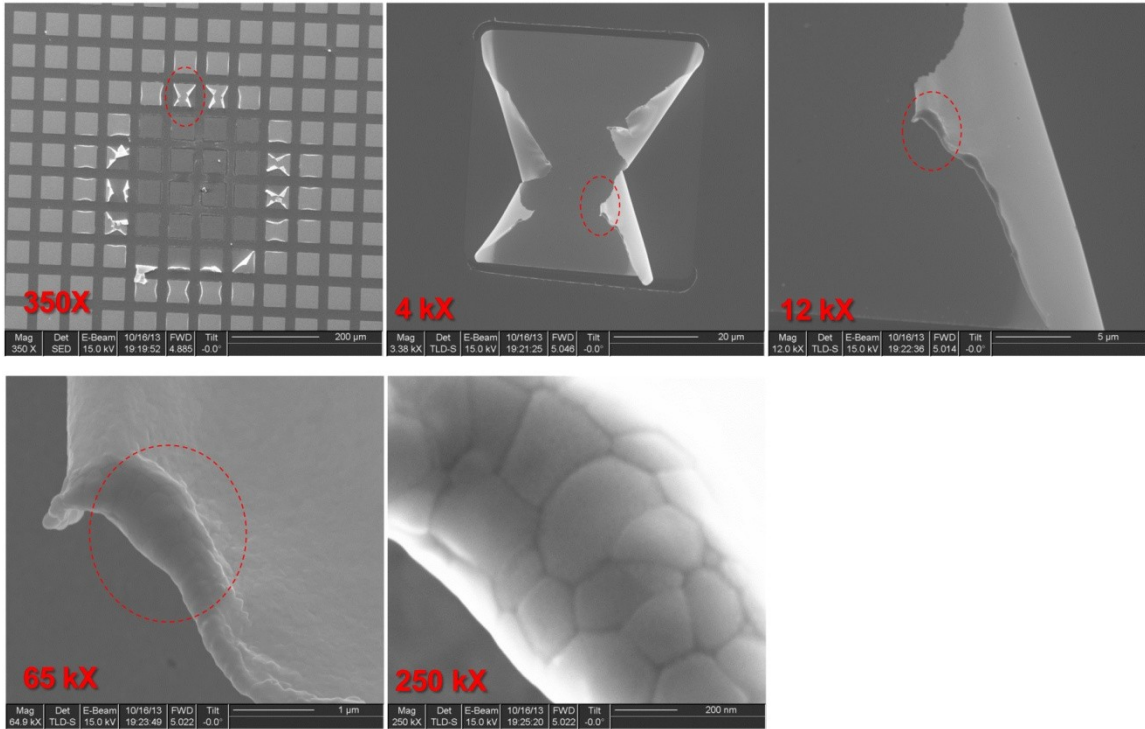 350X
Mag Det E-Beam 10/16/13 FWD Tilt 200 µm
350 X SED 15.0 kV 19:19:52 4.885 -0.0°
4 kX
Mag Det E-Beam 10/16/13 FWD Tilt 20 µm
3.38 kX TLD-S 15.0 kV 19:21:25 5.046 -0.0°
12 kX
Mag Det E-Beam 10/16/13 FWD Tilt 5 µm
12.0 kX TLD-S 15.0 kV 19:22:36 5.014 -0.0°
65 kX
Mag Det E-Beam 10/16/13 FWD Tilt 1 µm
64.9 kX TLD-S 15.0 kV 19:23:49 5.022 -0.0°
250 kX
Mag Det E-Beam 10/16/13 FWD Tilt 200 nm
250 kX TLD-S 15.0 kV 19:25:20 5.022 -0.0°